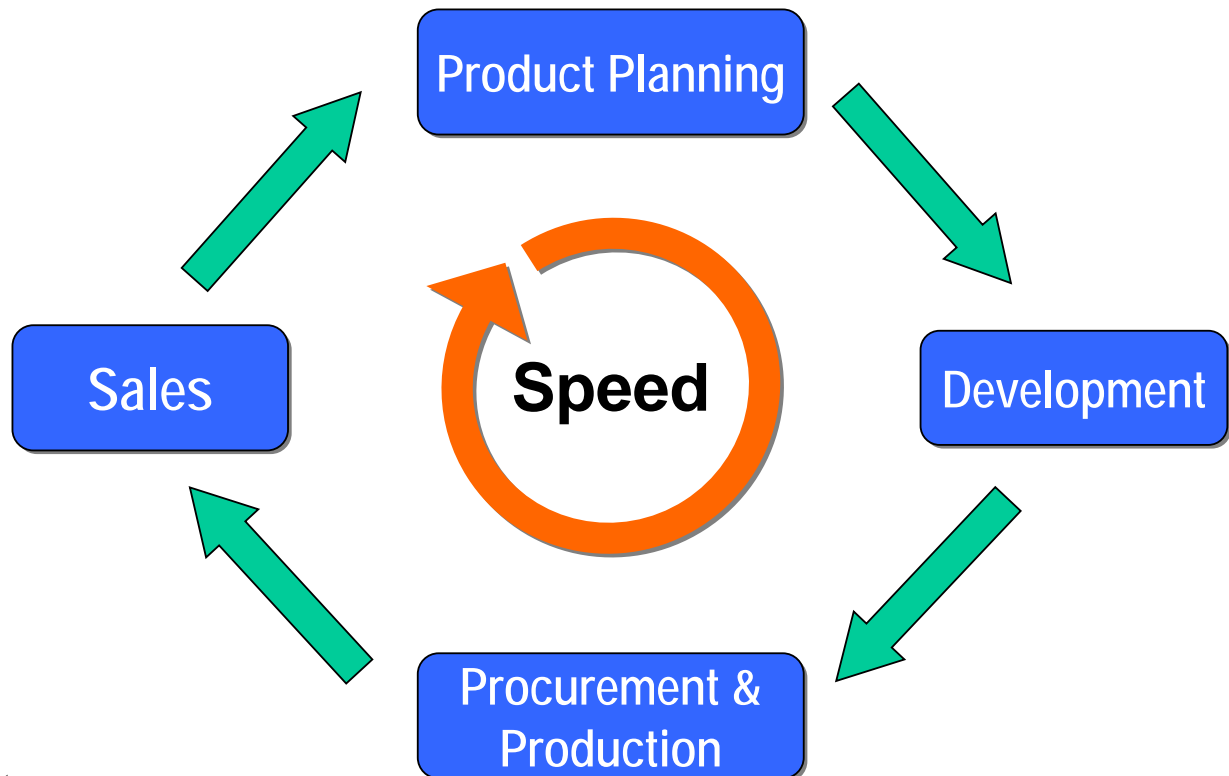 Product Planning
Sales
Speed
Development
Procurement &
Production